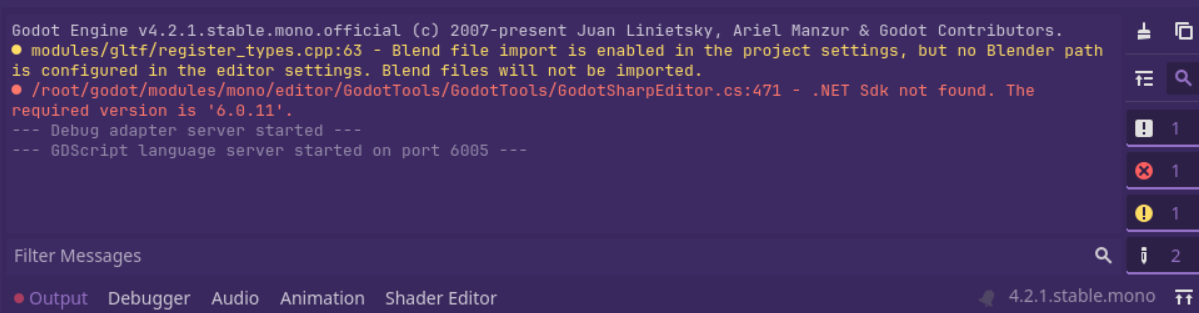 Godot Engine v4.2.1.stable.mono.official (c) 2007-present Juan Linietsky, Ariel Manzur & Godot Contributors.
modules/gltf/register_types.cpp:63 - Blend file import is enabled in the project settings, but no Blender path
is configured in the editor settings. Blend files will not be imported.
/root/godot/modules/mono/editor/GodotTools/GodotTools/GodotSharpEditor.cs:471 - .NET Sdk not found. The
required version is '6.0.11'.
--- Debug adapter server started ---
--- GDScript language server started on port 6005 ---
1
1
1
Filter Messages
2
Output Debugger Audio Animation Shader Editor 4.2.1.stable.mono